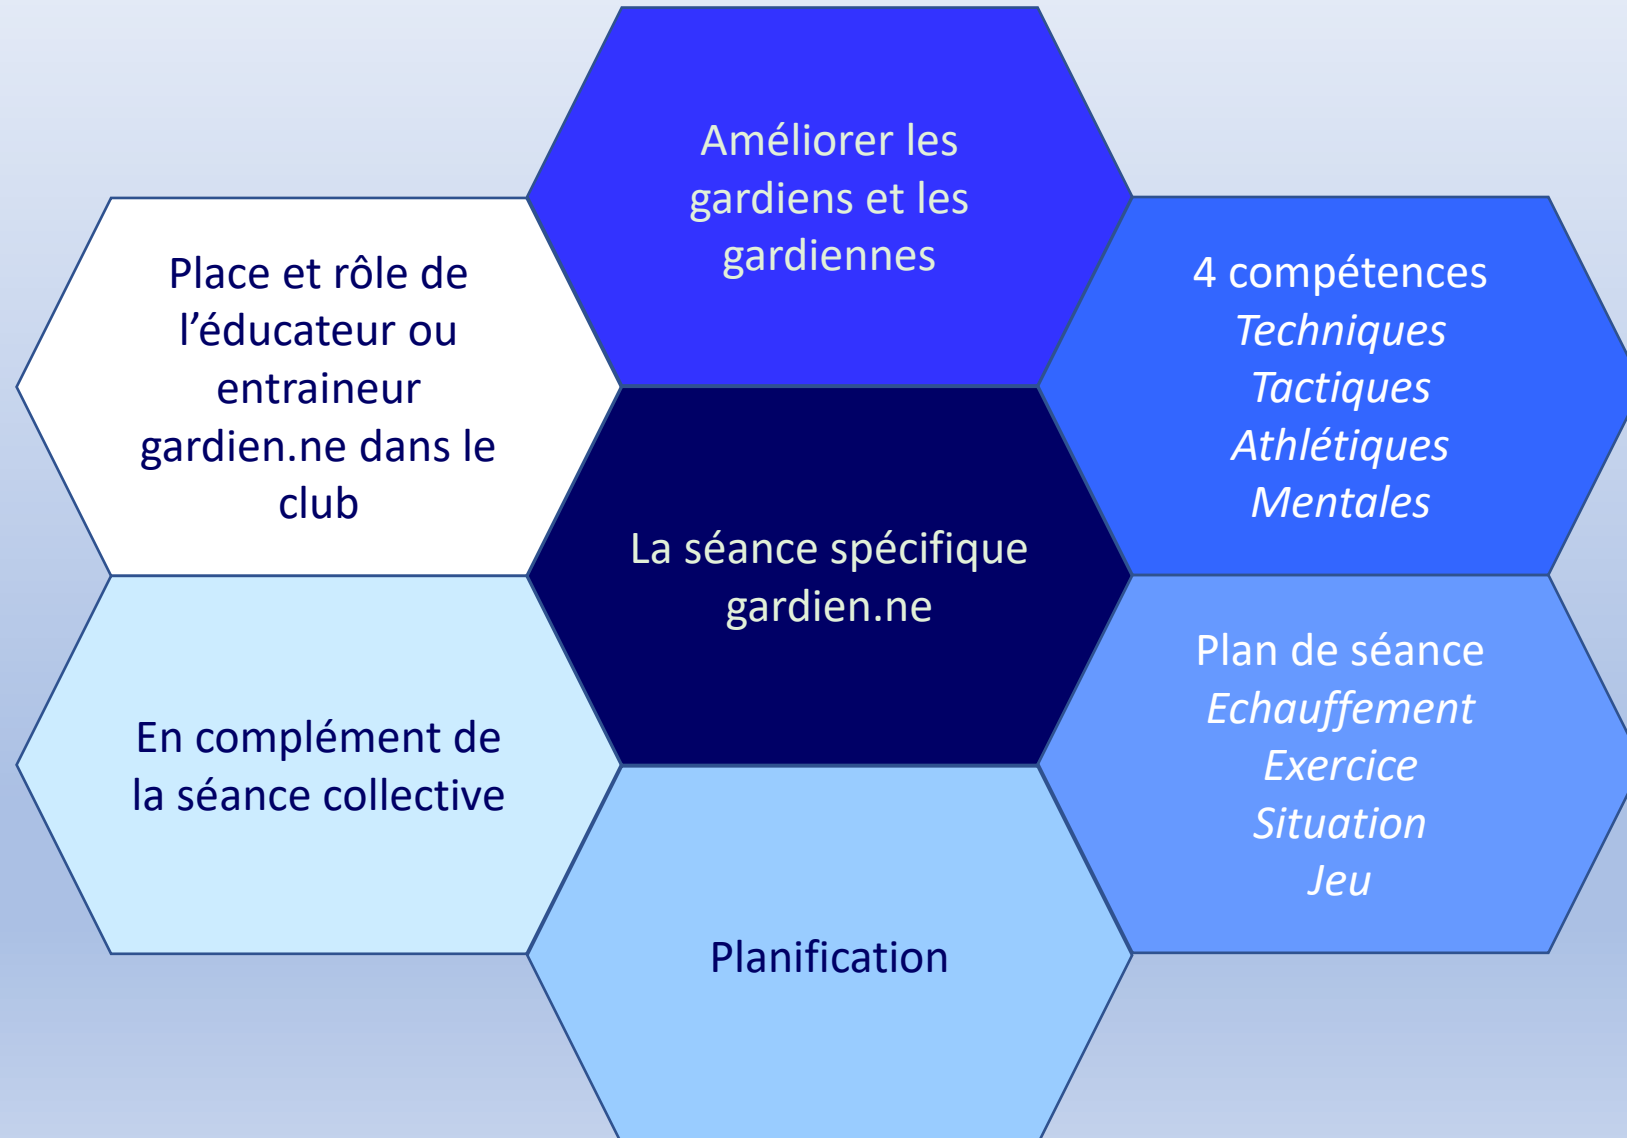 Améliorer les
gardiens et les
gardiennes
Place et rôle de
l’éducateur ou
entraineur
gardien.ne dans le
club
4 compétences
Techniques
Tactiques
Athlétiques
Mentales
La séance spécifique
gardien.ne
En complément de
la séance collective
Plan de séance
Echauffement
Exercice
Situation
Jeu
Planification